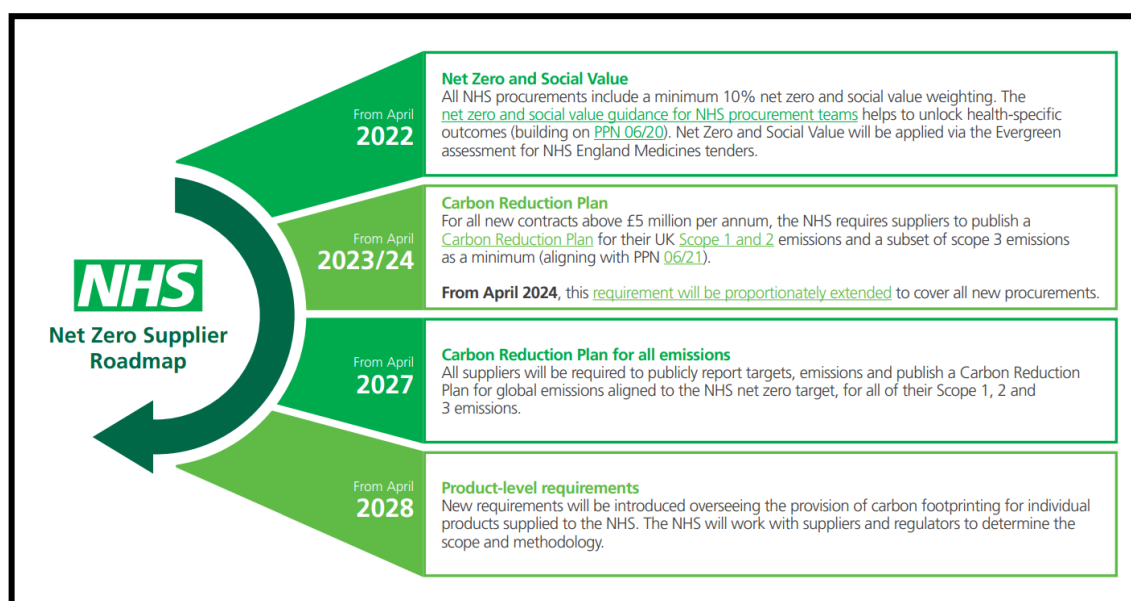 NHS
Net Zero Supplier
Roadmap
From April
2022
Net Zero and Social Value
All NHS procurements include a minimum 10% net zero and social value weighting. The
net zero and social value guidance for NHS procurement teams helps to unlock health-specific
outcomes (building on PPN 06/20). Net Zero and Social Value will be applied via the Evergreen
assessment for NHS England Medicines tenders.
From April
2023/24
Carbon Reduction Plan
For all new contracts above £5 million per annum, the NHS requires suppliers to publish a
Carbon Reduction Plan for their UK Scope 1 and 2 emissions and a subset of scope 3 emissions
as a minimum (aligning with PPN 06/21).
From April 2024, this requirement will be proportionately extended to cover all new procurements.
From April
2027
Carbon Reduction Plan for all emissions
All suppliers will be required to publicly report targets, emissions and publish a Carbon Reduction
Plan for global emissions aligned to the NHS net zero target, for all of their Scope 1, 2 and
3 emissions.
From April
2028
Product-level requirements
New requirements will be introduced overseeing the provision of carbon footprinting for individual
products supplied to the NHS. The NHS will work with suppliers and regulators to determine the
scope and methodology.